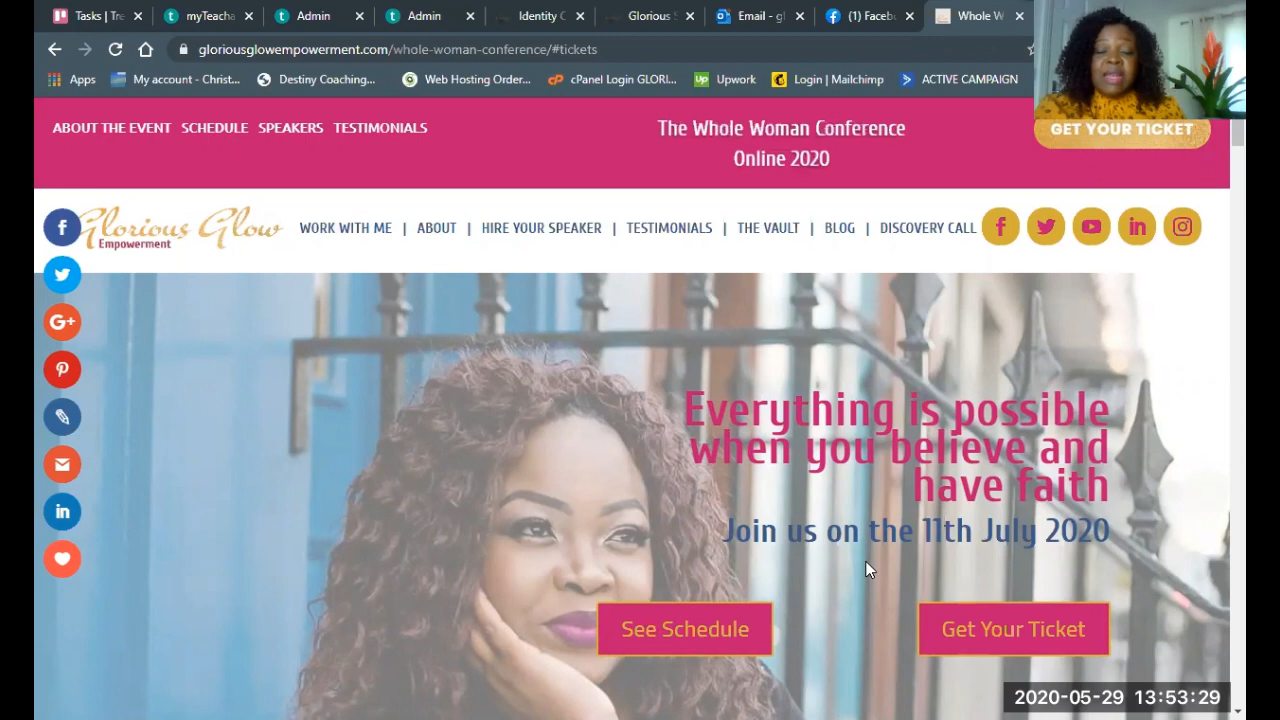 Tasks | Tre
myTeacha
Admin
Admin
Identity C
Glorious S
Email - gl
(1) Faceb
Whole W
gloriousglowempowerment.com/whole-woman-conference/#tickets
Apps
My account - Christ...
Destiny Coaching...
Web Hosting Order...
cPanel Login GLORI...
Upwork
Login | Mailchimp
ACTIVE CAMPAIGN
ABOUT THE EVENT SCHEDULE SPEAKERS TESTIMONIALS
The Whole Woman Conference
Online 2020
GET YOUR TICKET
Glorious Glow
Empowerment
WORK WITH ME | ABOUT | HIRE YOUR SPEAKER | TESTIMONIALS | THE VAULT | BLOG | DISCOVERY CALL
Everything is possible
when you believe and
have faith
Join us on the 11th July 2020
See Schedule
Get Your Ticket
2020-05-29 13:53:29